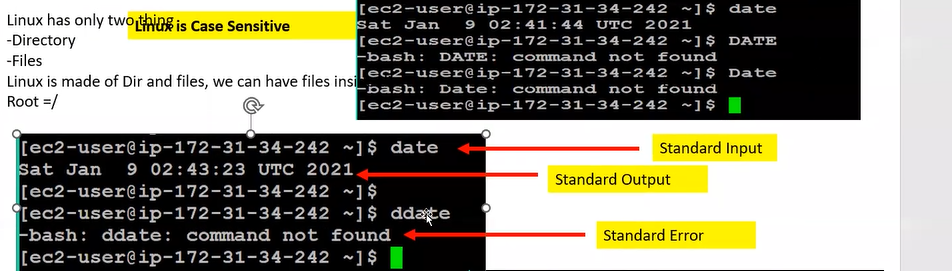 Linux has only two thing
-Directory
-Files
Linux is made of Dir and files, we can have files insi
Root =/
Linux is Case Sensitive
[ec2-user@ip-172-31-34-242 ~]$ date
Sat Jan  9 02:41:44 UTC 2021
[ec2-user@ip-172-31-34-242 ~]$ DATE
-bash: DATE: command not found
[ec2-user@ip-172-31-34-242 ~]$ Date
-bash: Date: command not found
[ec2-user@ip-172-31-34-242 ~]$
[ec2-user@ip-172-31-34-242 ~]$ date
Standard Input
Sat Jan  9 02:43:23 UTC 2021
Standard Output
[ec2-user@ip-172-31-34-242 ~]$
[ec2-user@ip-172-31-34-242 ~]$ ddate
-bash: ddate: command not found
Standard Error
[ec2-user@ip-172-31-34-242 ~]$